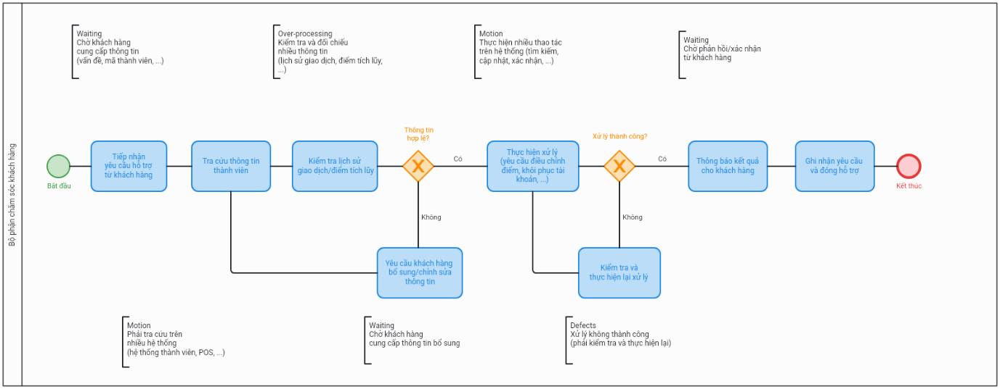 Bộ phận chăm sóc khách hàng
Waiting
Chờ khách hàng
cung cấp thông tin
(vấn đề, mã thành viên, ...)
Over-processing
Kiểm tra và đối chiếu
nhiều thông tin
(lịch sử giao dịch, điểm tích lũy,
...)
Motion
Thực hiện nhiều thao tác
trên hệ thống (tìm kiếm,
cập nhật, xác nhận, ...)
Waiting
Chờ phản hồi/xác nhận
từ khách hàng
Bắt đầu
Tiếp nhận
yêu cầu hỗ trợ
từ khách hàng
Tra cứu thông tin
thành viên
Kiểm tra lịch sử
giao dịch/điểm tích lũy
Thông tin
hợp lệ?
Có
Thực hiện xử lý
(yêu cầu điều chỉnh
điểm, khôi phục tài
khoản, ...)
Xử lý thành công?
Có
Thông báo kết quả
cho khách hàng
Ghi nhận yêu cầu
và đóng hỗ trợ
Kết thúc
Không
Không
Yêu cầu khách hàng
bổ sung/chỉnh sửa
thông tin
Kiểm tra và
thực hiện lại xử lý
Motion
Phải tra cứu trên
nhiều hệ thống
(hệ thống thành viên, POS, ...)
Waiting
Chờ khách hàng
cung cấp thông tin bổ sung
Defects
Xử lý không thành công
(phải kiểm tra và thực hiện lại)